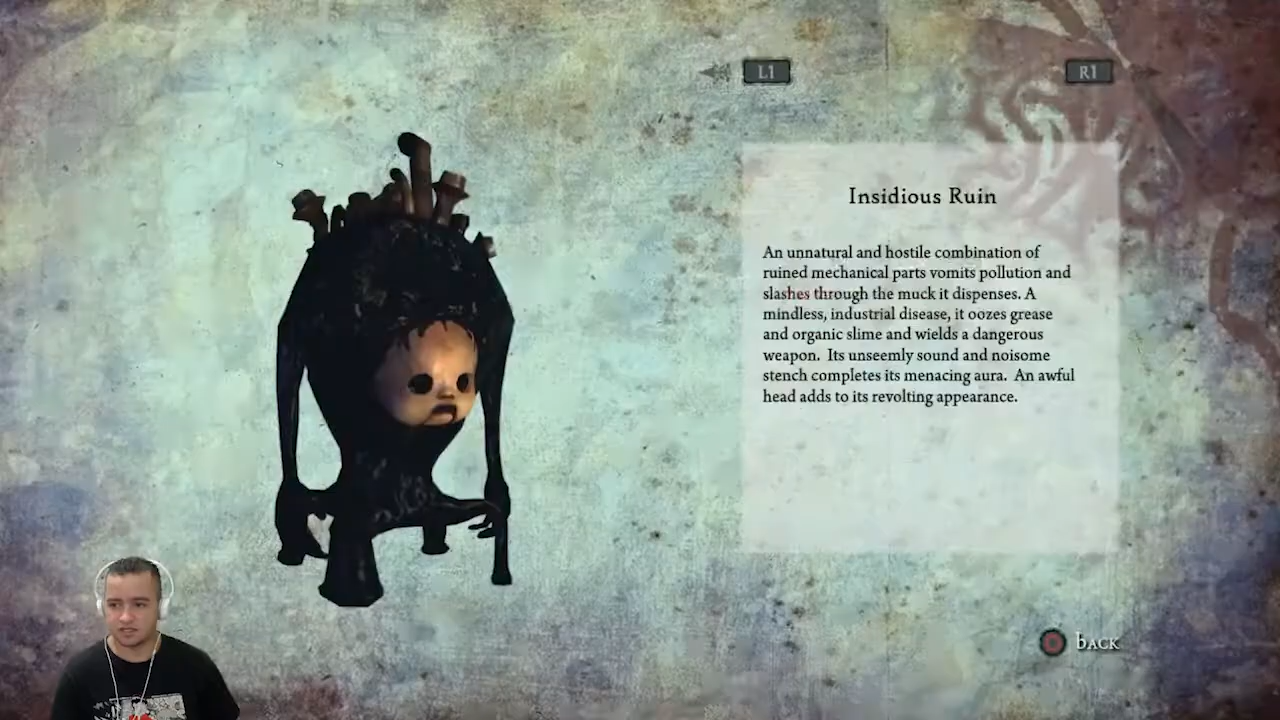 L1
R1
Insidious Ruin
An unnatural and hostile combination of
ruined mechanical parts vomits pollution and
slashes through the muck it dispenses. A
mindless, industrial disease, it oozes grease
and organic slime and wields a dangerous
weapon. Its unseemly sound and noisome
stench completes its menacing aura. An awful
head adds to its revolting appearance.
BACK